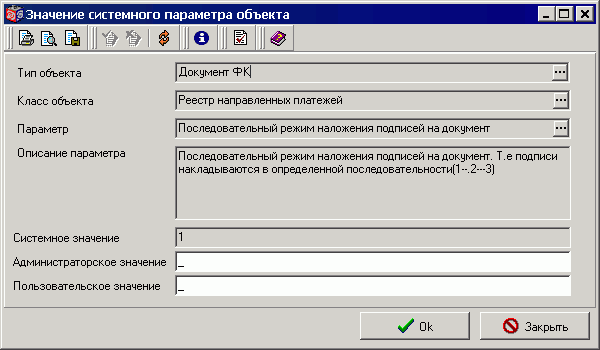 Значение системного параметра объекта
Тип объекта
Документ ФК
Класс объекта
Реестр направленных платежей
Параметр
Последовательный режим наложения подписей на документ
Описание параметра
Последовательный режим наложения подписей на документ. Т.е подписи
накладываются в определенной последовательности(1--.2---3)
Системное значение
1
Администраторское значение
_
Пользовательское значение
_
Ok
Закрыть